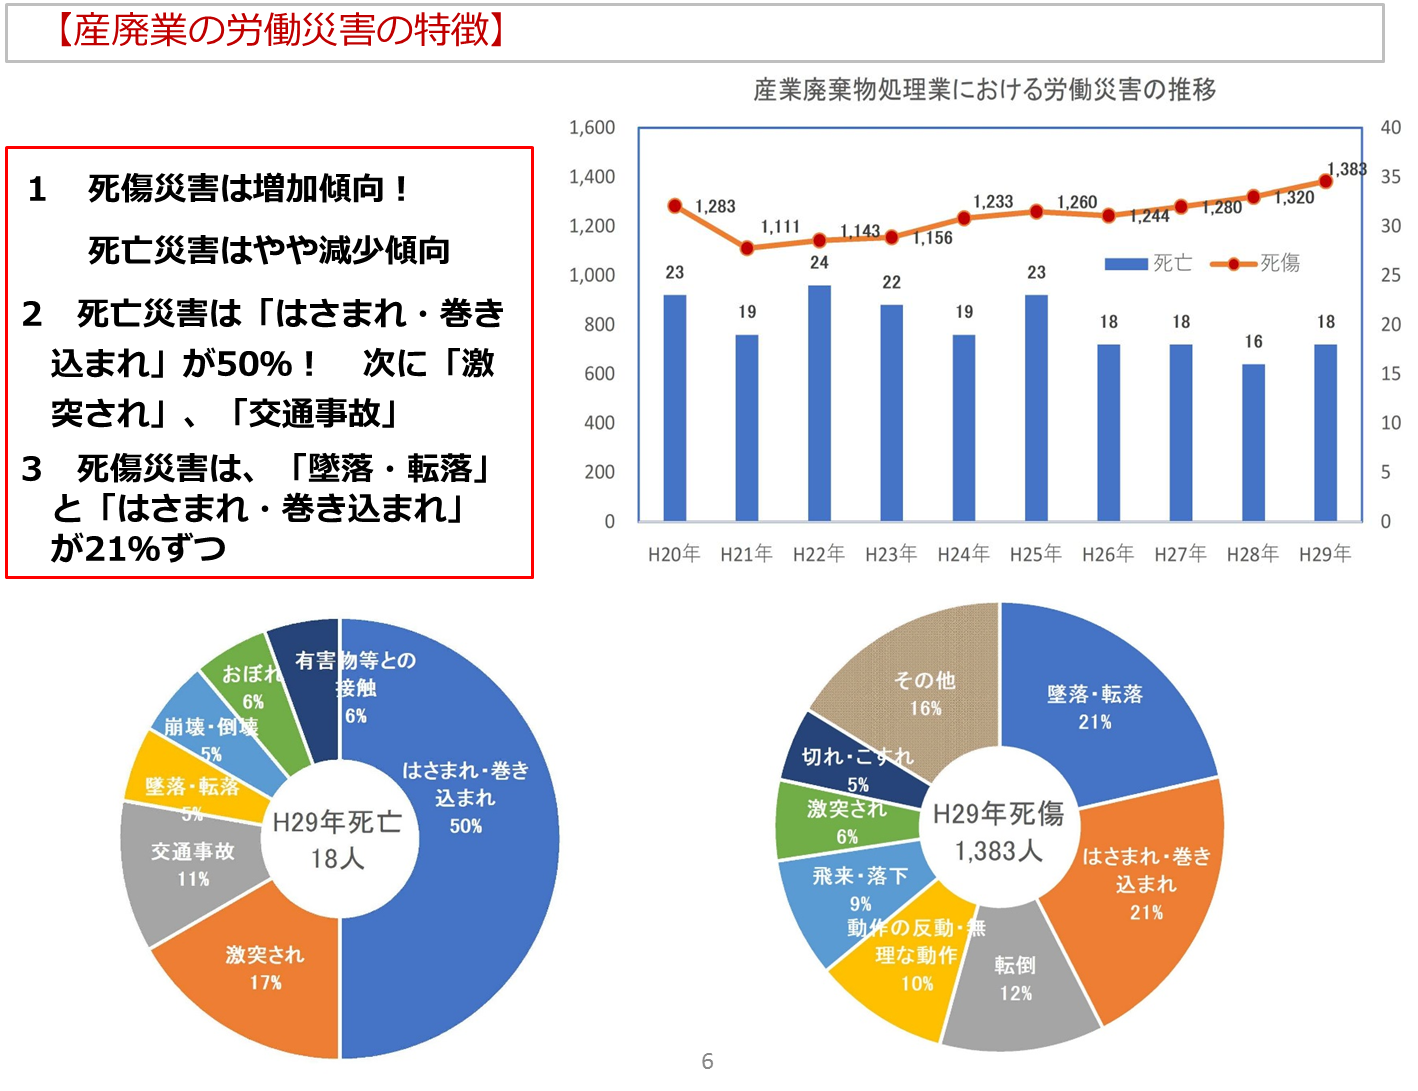 【産廃業の労働災害の特徴】
1 死傷災害は増加傾向！
死亡災害はやや減少傾向
2 死亡災害は「はさまれ・巻き
込まれ」が50%！ 次に「激
突され」、「交通事故」
3 死傷災害は、「墜落・転落」
と「はさまれ・巻き込まれ」
が21%ずつ
産業廃棄物処理業における労働災害の推移
1,600
1,400
1,200
1,000
800
600
400
200
0
40
35
30
25
20
15
10
5
0
1,283
1,111
1,143
1,156
1,233
1,260
1,244
1,280
1,320
1,383
死亡
死傷
23
19
24
22
19
23
18
18
16
18
H20年
H21年
H22年
H23年
H24年
H25年
H26年
H27年
H28年
H29年
H29年死亡
18人
はさまれ・巻き
込まれ
50%
激突され
17%
交通事故
11%
墜落・転落
5%
崩壊・倒壊
5%
おぼれ
6%
有害物等との
接触
6%
H29年死傷
1,383人
墜落・転落
21%
はさまれ・巻き
込まれ
21%
転倒
12%
動作の反動・無
理な動作
10%
飛来・落下
9%
激突され
6%
切れ・こすれ
5%
その他
16%
6